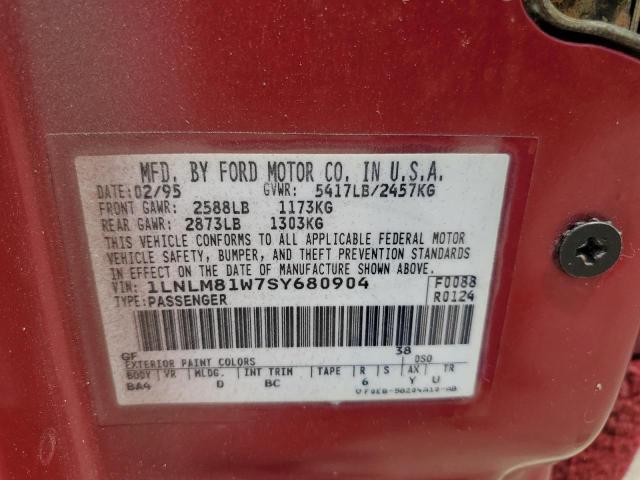 MFD. BY FORD MOTOR CO. IN U.S.A.
DATE: 02/95 GVWR: 5417LB/2457KG
FRONT GAWR: 2588LB 1173KG
REAR GAWR: 2873LB 1303KG
THIS VEHICLE CONFORMS TO ALL APPLICABLE FEDERAL MOTOR
VEHICLE SAFETY, BUMPER, AND THEFT PREVENTION STANDARDS
IN EFFECT ON THE DATE OF MANUFACTURE SHOWN ABOVE.
VIN: 1LNLM81W7SY680904 F0088
TYPE: PASSENGER R0124
GF 38
EXTERIOR PAINT COLORS DSO
BODY VR MLDG. INT TRIM TAPE R S AX TR
BA4 D BC 6 Y U